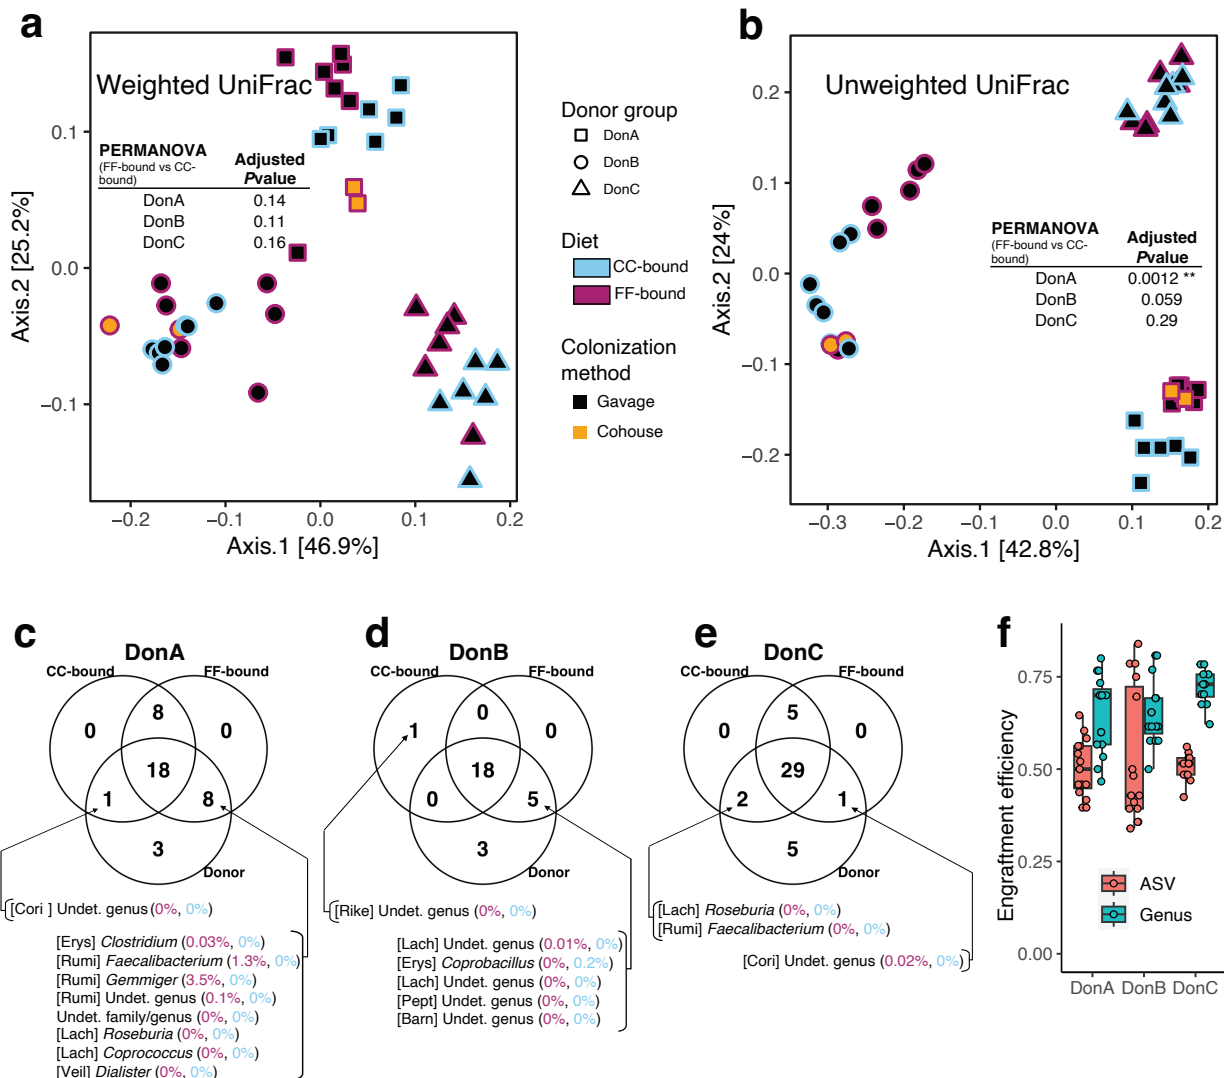 a
Weighted UniFrac
PERMANOVA
(FF-bound vs CC-
bound)
Adjusted
Pvalue
DonA 0.14
DonB 0.11
DonC 0.16
Axis.2 [25.2%]
0.1
0.0
−0.1
−0.2 −0.1 0.0 0.1 0.2
Axis.1 [46.9%]
Donor group
DonA
DonB
DonC
Diet
CC-bound
FF-bound
Colonization
method
Gavage
Cohouse
b
Unweighted UniFrac
PERMANOVA
(FF-bound vs CC-
bound)
Adjusted
Pvalue
DonA 0.0012 **
DonB 0.059
DonC 0.29
Axis.2 [24%]
0.2
0.1
0.0
−0.1
−0.2
−0.3 −0.2 −0.1 0.0 0.1 0.2
Axis.1 [42.8%]
c
DonA
CC-bound FF-bound
8
0 0
18
1 8
3
Donor
[Cori ] Undet. genus (0%, 0%)
[Erys] Clostridium (0.03%, 0%)
[Rumi] Faecalibacterium (1.3%, 0%)
[Rumi] Gemmiger (3.5%, 0%)
[Rumi] Undet. genus (0.1%, 0%)
Undet. family/genus (0%, 0%)
[Lach] Roseburia (0%, 0%)
[Lach] Coprococcus (0%, 0%)
[Veil] Dialister (0%, 0%)
d
DonB
CC-bound FF-bound
0
1 0
18
0 5
3
Donor
[Rike] Undet. genus (0%, 0%)
[Lach] Undet. genus (0.01%, 0%)
[Erys] Coprobacillus (0%, 0.2%)
[Lach] Undet. genus (0%, 0%)
[Pept] Undet. genus (0%, 0%)
[Barn] Undet. genus (0%, 0%)
e
DonC
CC-bound FF-bound
5
0 0
29
2 1
5
Donor
[Lach] Roseburia (0%, 0%)
[Rumi] Faecalibacterium (0%, 0%)
[Cori] Undet. genus (0.02%, 0%)
f
Engraftment efficiency
0.75
0.50
0.25
0.00
ASV
Genus
DonA DonB DonC